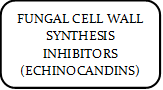 FUNGAL CELL WALL
SYNTHESIS
INHIBITORS
(ECHINOCANDINS)